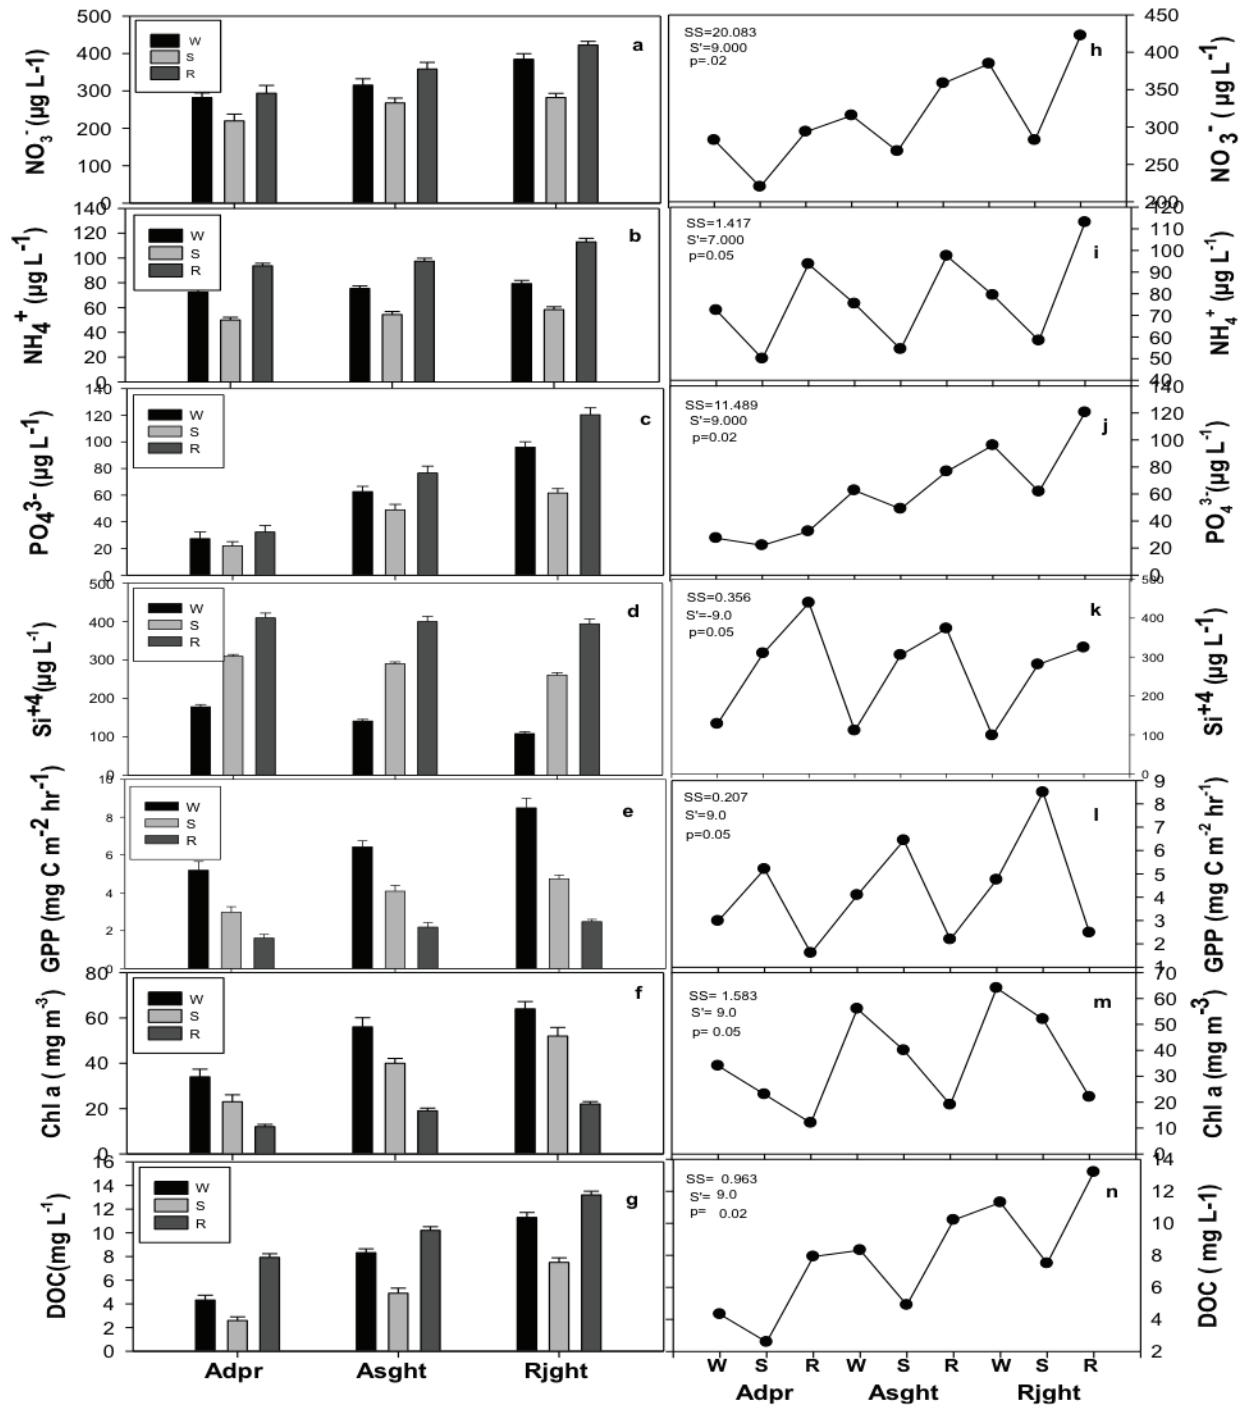 500
400
300
200
100
0
NO3- (µg L-1)
W
S
R
a
SS=20.083
S'=9.000
p=.02
h
450
400
350
300
250
200
NO3- ( µg L-1)
140
120
100
80
60
40
20
0
NH4+ (µg L-1)
W
S
R
b
SS=1.417
S'=7.000
p=0.05
i
120
110
100
90
80
70
60
50
40
NH4+ (µg L-1)
140
120
100
80
60
40
20
0
PO43- (µg L-1)
W
S
R
c
SS=11.489
S'=9.000
p=0.02
j
140
120
100
80
60
40
20
0
PO43-(µg L-1)
500
400
300
200
100
0
Si+4(µg L-1)
W
S
R
d
SS=0.356
S'=-9.0
p=0.05
k
500
400
300
200
100
0
Si+4 (µg L-1)
10
8
6
4
2
0
GPP (mg C m-2 hr-1)
W
S
R
e
SS=0.207
S'=9.0
p=0.05
l
9
8
7
6
5
4
3
2
1
GPP (mg C m-2 hr-1)
80
60
40
20
0
Chl a ( mg m-3)
W
S
R
f
SS= 1.583
S'= 9.0
p= 0.05
m
70
60
50
40
30
20
10
0
Chl a (mg m-3)
16
14
12
10
8
6
4
2
0
DOC(mg L-1)
W
S
R
g
SS= 0.963
S'= 9.0
p= 0.02
n
14
12
10
8
6
4
2
DOC ( mg L-1)
Adpr Asght Rjght
W S R W S R W S R
Adpr Asght Rjght